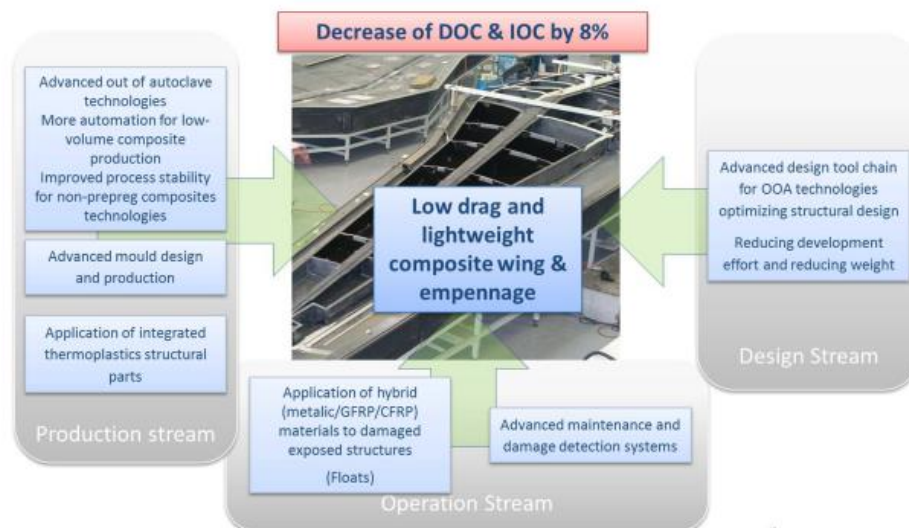 Decrease of DOC & IOC by 8%
Advanced out of autoclave
technologies
More automation for low-
volume composite
production
Improved process stability
for non-prepreg composites
technologies
Advanced mould design
and production
Application of integrated
thermoplastics structural
parts
Production stream
Low drag and
lightweight
composite wing &
empennage
Advanced design tool chain
for OOA technologies
optimizing structural design
Reducing development
effort and reducing weight
Design Stream
Application of hybrid
(metalic/GFRP/CFRP)
materials to damaged
exposed structures
(Floats)
Advanced maintenance and
damage detection systems
Operation Stream